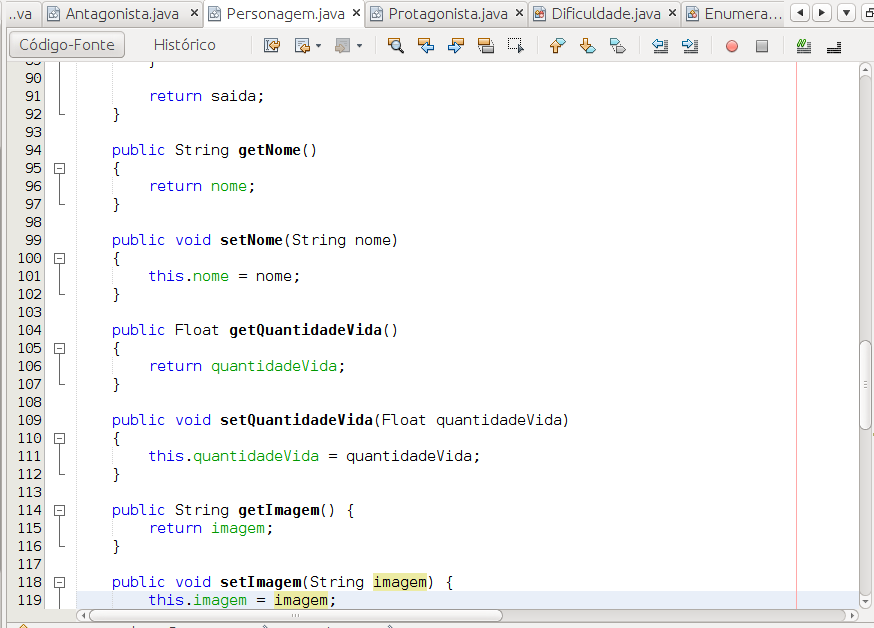 ...va Antagonista.java Personagem.java Protagonista.java Dificuldade.java Enumera...
Código-Fonte Histórico
90
91 return saida;
92 }
93
94 public String getNome()
95 {
96 return nome;
97 }
98
99 public void setNome(String nome)
100 {
101 this.nome = nome;
102 }
103
104 public Float getQuantidadeVida()
105 {
106 return quantidadeVida;
107 }
108
109 public void setQuantidadeVida(Float quantidadeVida)
110 {
111 this.quantidadeVida = quantidadeVida;
112 }
113
114 public String getImagem() {
115 return imagem;
116 }
117
118 public void setImagem(String imagem) {
119 this.imagem = imagem;